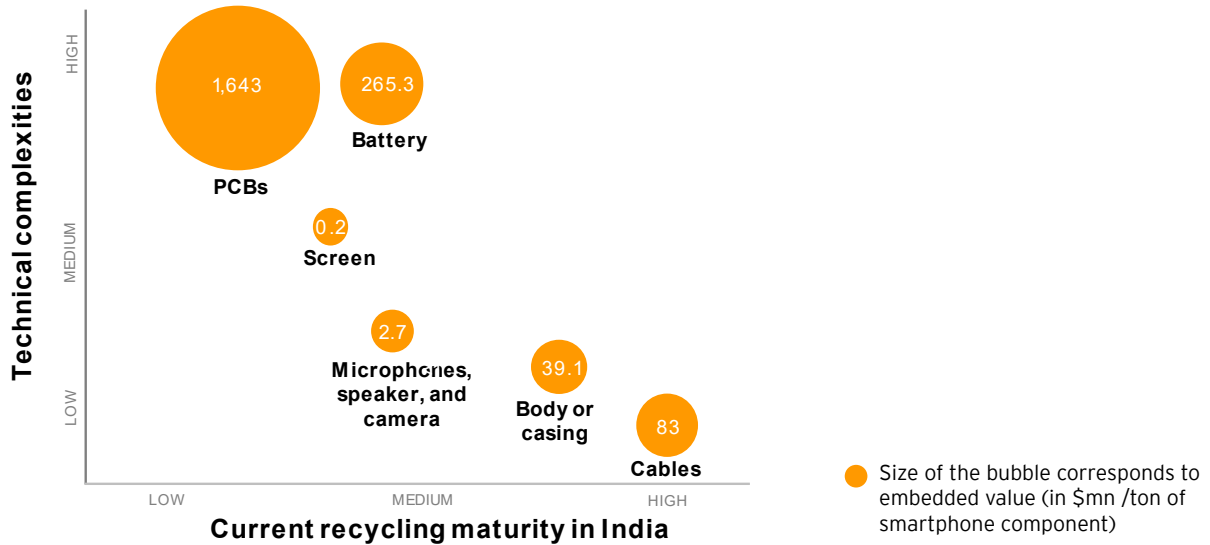 Technical complexities
HIGH
MEDIUM
LOW
1,643
PCBs
265.3
Battery
0.2
Screen
2.7
Microphones,
speaker, and
camera
39.1
Body or
casing
83
Cables
LOW
MEDIUM
HIGH
Current recycling maturity in India
Size of the bubble corresponds to
embedded value (in $mn /ton of
smartphone component)